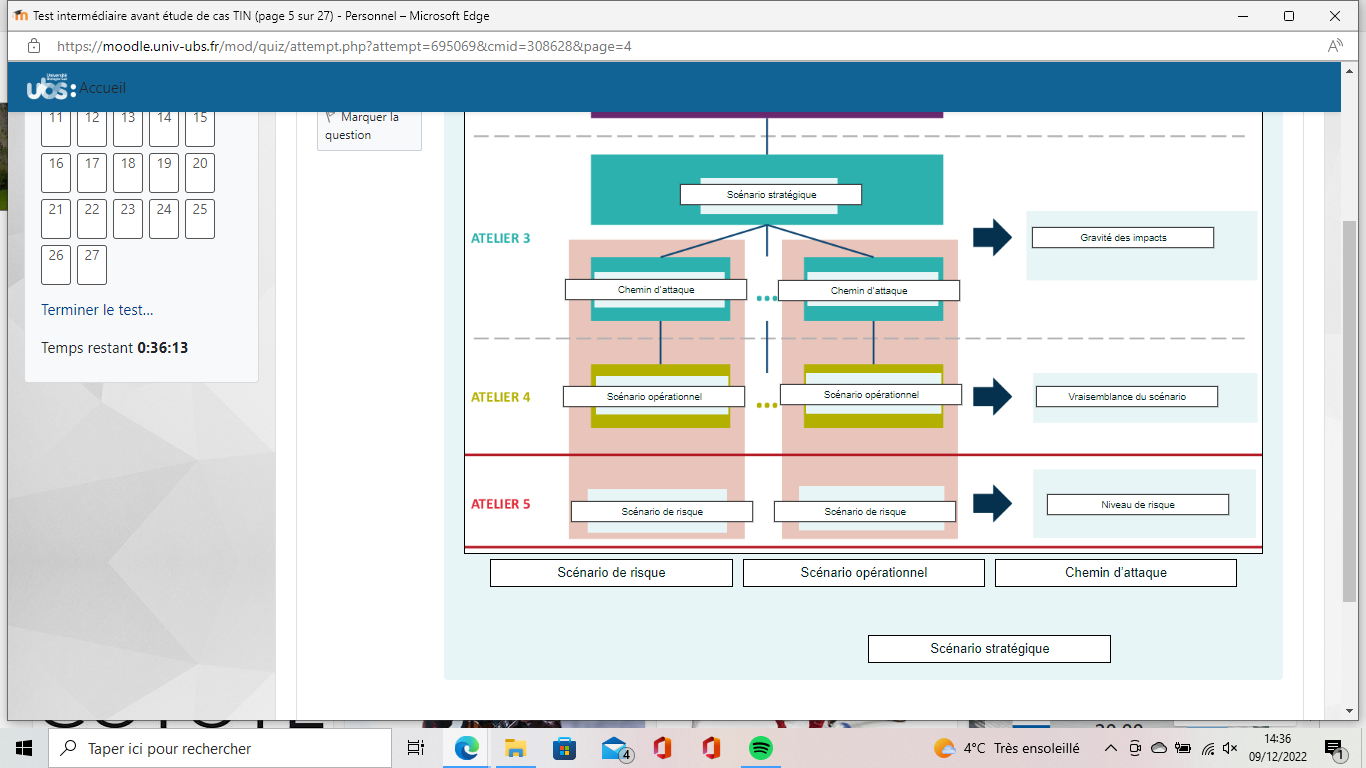 Test intermédiaire avant étude de cas TIN (page 5 sur 27) - Personnel – Microsoft Edge
https://moodle.univ-ubs.fr/mod/quiz/attempt.php?attempt=695069&cmid=308628&page=4
ubs: Accueil
11 12 13 14 15
16 17 18 19 20
21 22 23 24 25
26 27
Terminer le test...
Temps restant 0:36:13
Marquer la
question
Scénario stratégique
ATELIER 3
Gravité des impacts
Chemin d'attaque
...
Chemin d'attaque
ATELIER 4
Scénario opérationnel
...
Scénario opérationnel
Vraisemblance du scénario
ATELIER 5
Scénario de risque
Scénario de risque
Niveau de risque
Scénario de risque
Scénario opérationnel
Chemin d'attaque
Scénario stratégique
Taper ici pour rechercher
4
4°C Très ensoleillé
14:36
09/12/2022
1